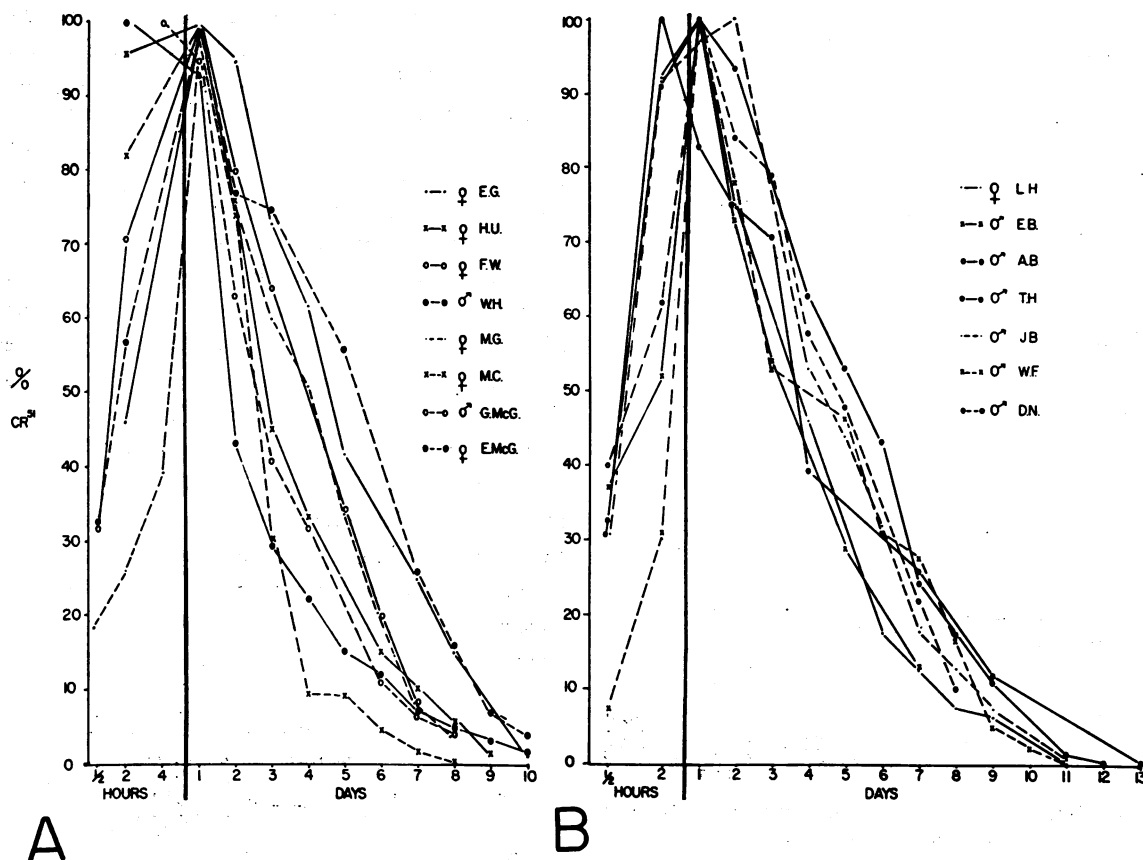 100
90
80
70
60
50
40
30
20
10
0
%
CR⁵¹
·—· ♀ E.G.
x—x ♀ H.U.
o—o ♀ F.W.
•--• ♂ W.H.
·--· ♀ M.G.
x--x ♀ M.C.
o--o ♂ G.McG.
•--• ♀ E.McG.
½ 2 4 1 2 3 4 5 6 7 8 9 10
HOURS DAYS
A
100
90
80
70
60
50
40
30
20
10
0
·—· ♀ L.H
x—x ♂ E.B.
•—• ♂ A.B
•—• ♂ T.H
·--· ♂ J.B
x--x ♂ W.F.
•--• ♂ D.N.
½ 2 1 2 3 4 5 6 7 8 9 10 11 12 13
HOURS DAYS
B